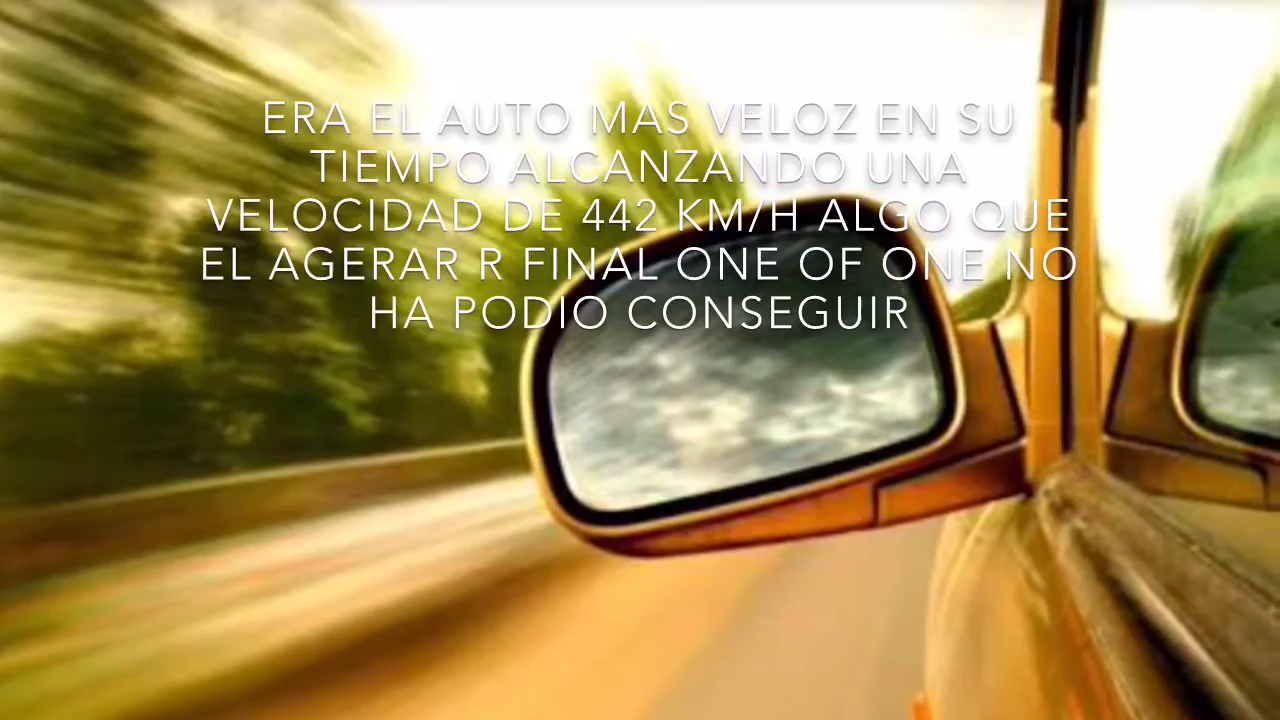 ERA EL AUTO MAS VELOZ EN SU
TIEMPO ALCANZANDO UNA
VELOCIDAD DE 442 KM/H ALGO QUE
EL AGERAR R FINAL ONE OF ONE NO
HA PODIO CONSEGUIR